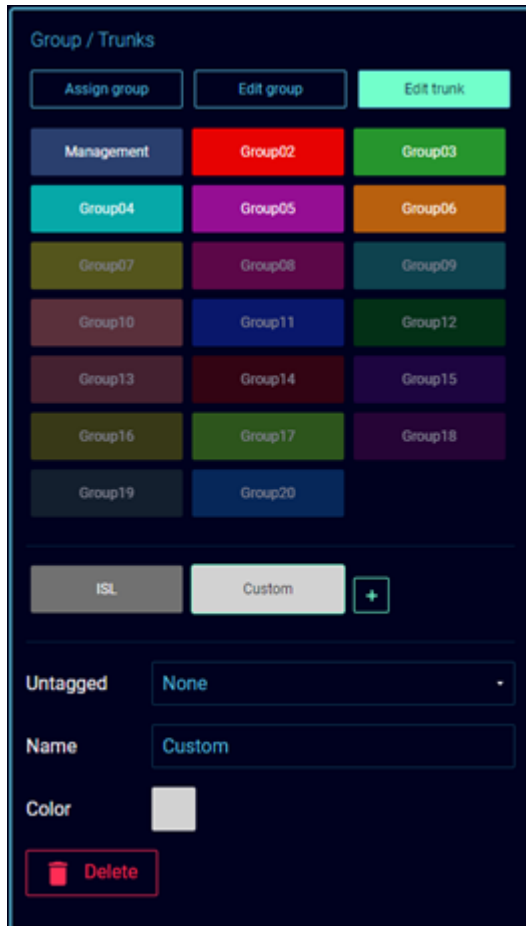 Group / Trunks
Assign group Edit group Edit trunk
Management Group02 Group03
Group04 Group05 Group06
Group07 Group08 Group09
Group10 Group11 Group12
Group13 Group14 Group15
Group16 Group17 Group18
Group19 Group20
ISL Custom +
Untagged None
Name Custom
Color
Delete